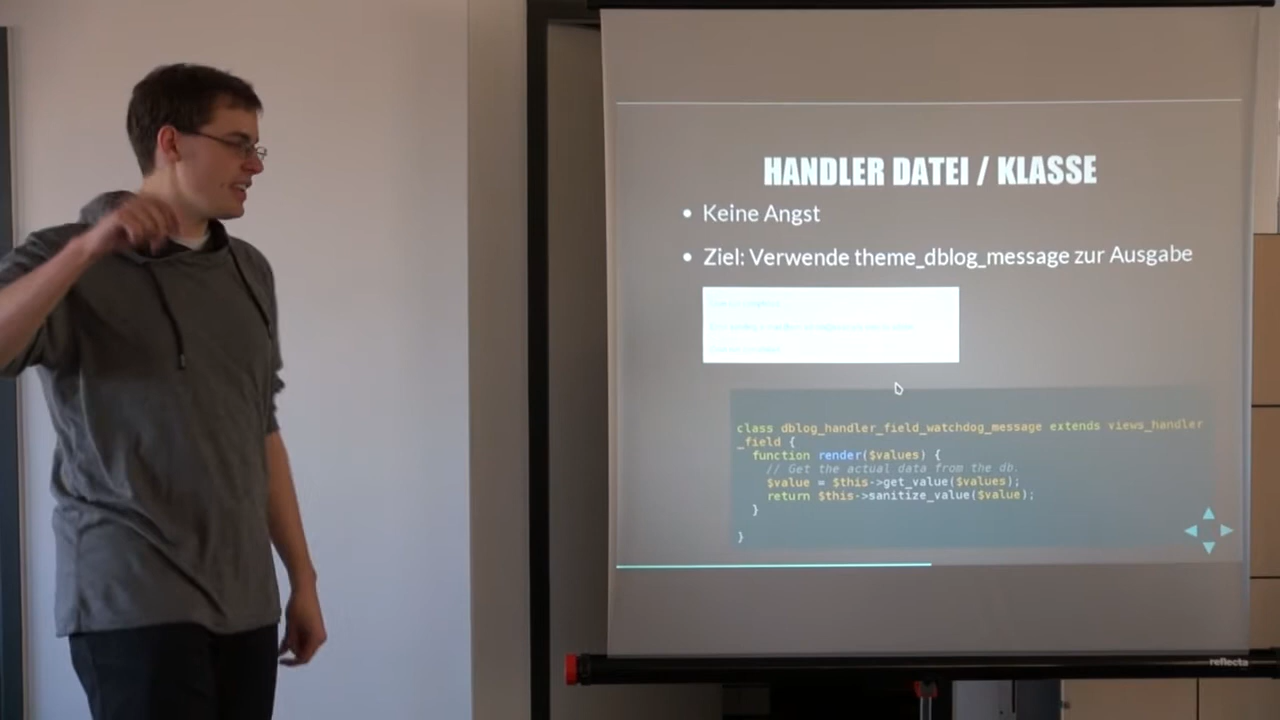 HANDLER DATEI / KLASSE
• Keine Angst
• Ziel: Verwende theme_dblog_message zur Ausgabe
class dblog_handler_field_watchdog_message extends views_handler
_field {
function render($values) {
// Get the actual data from the db.
$value = $this->get_value($values);
return $this->sanitize_value($value);
}
}
reflecta